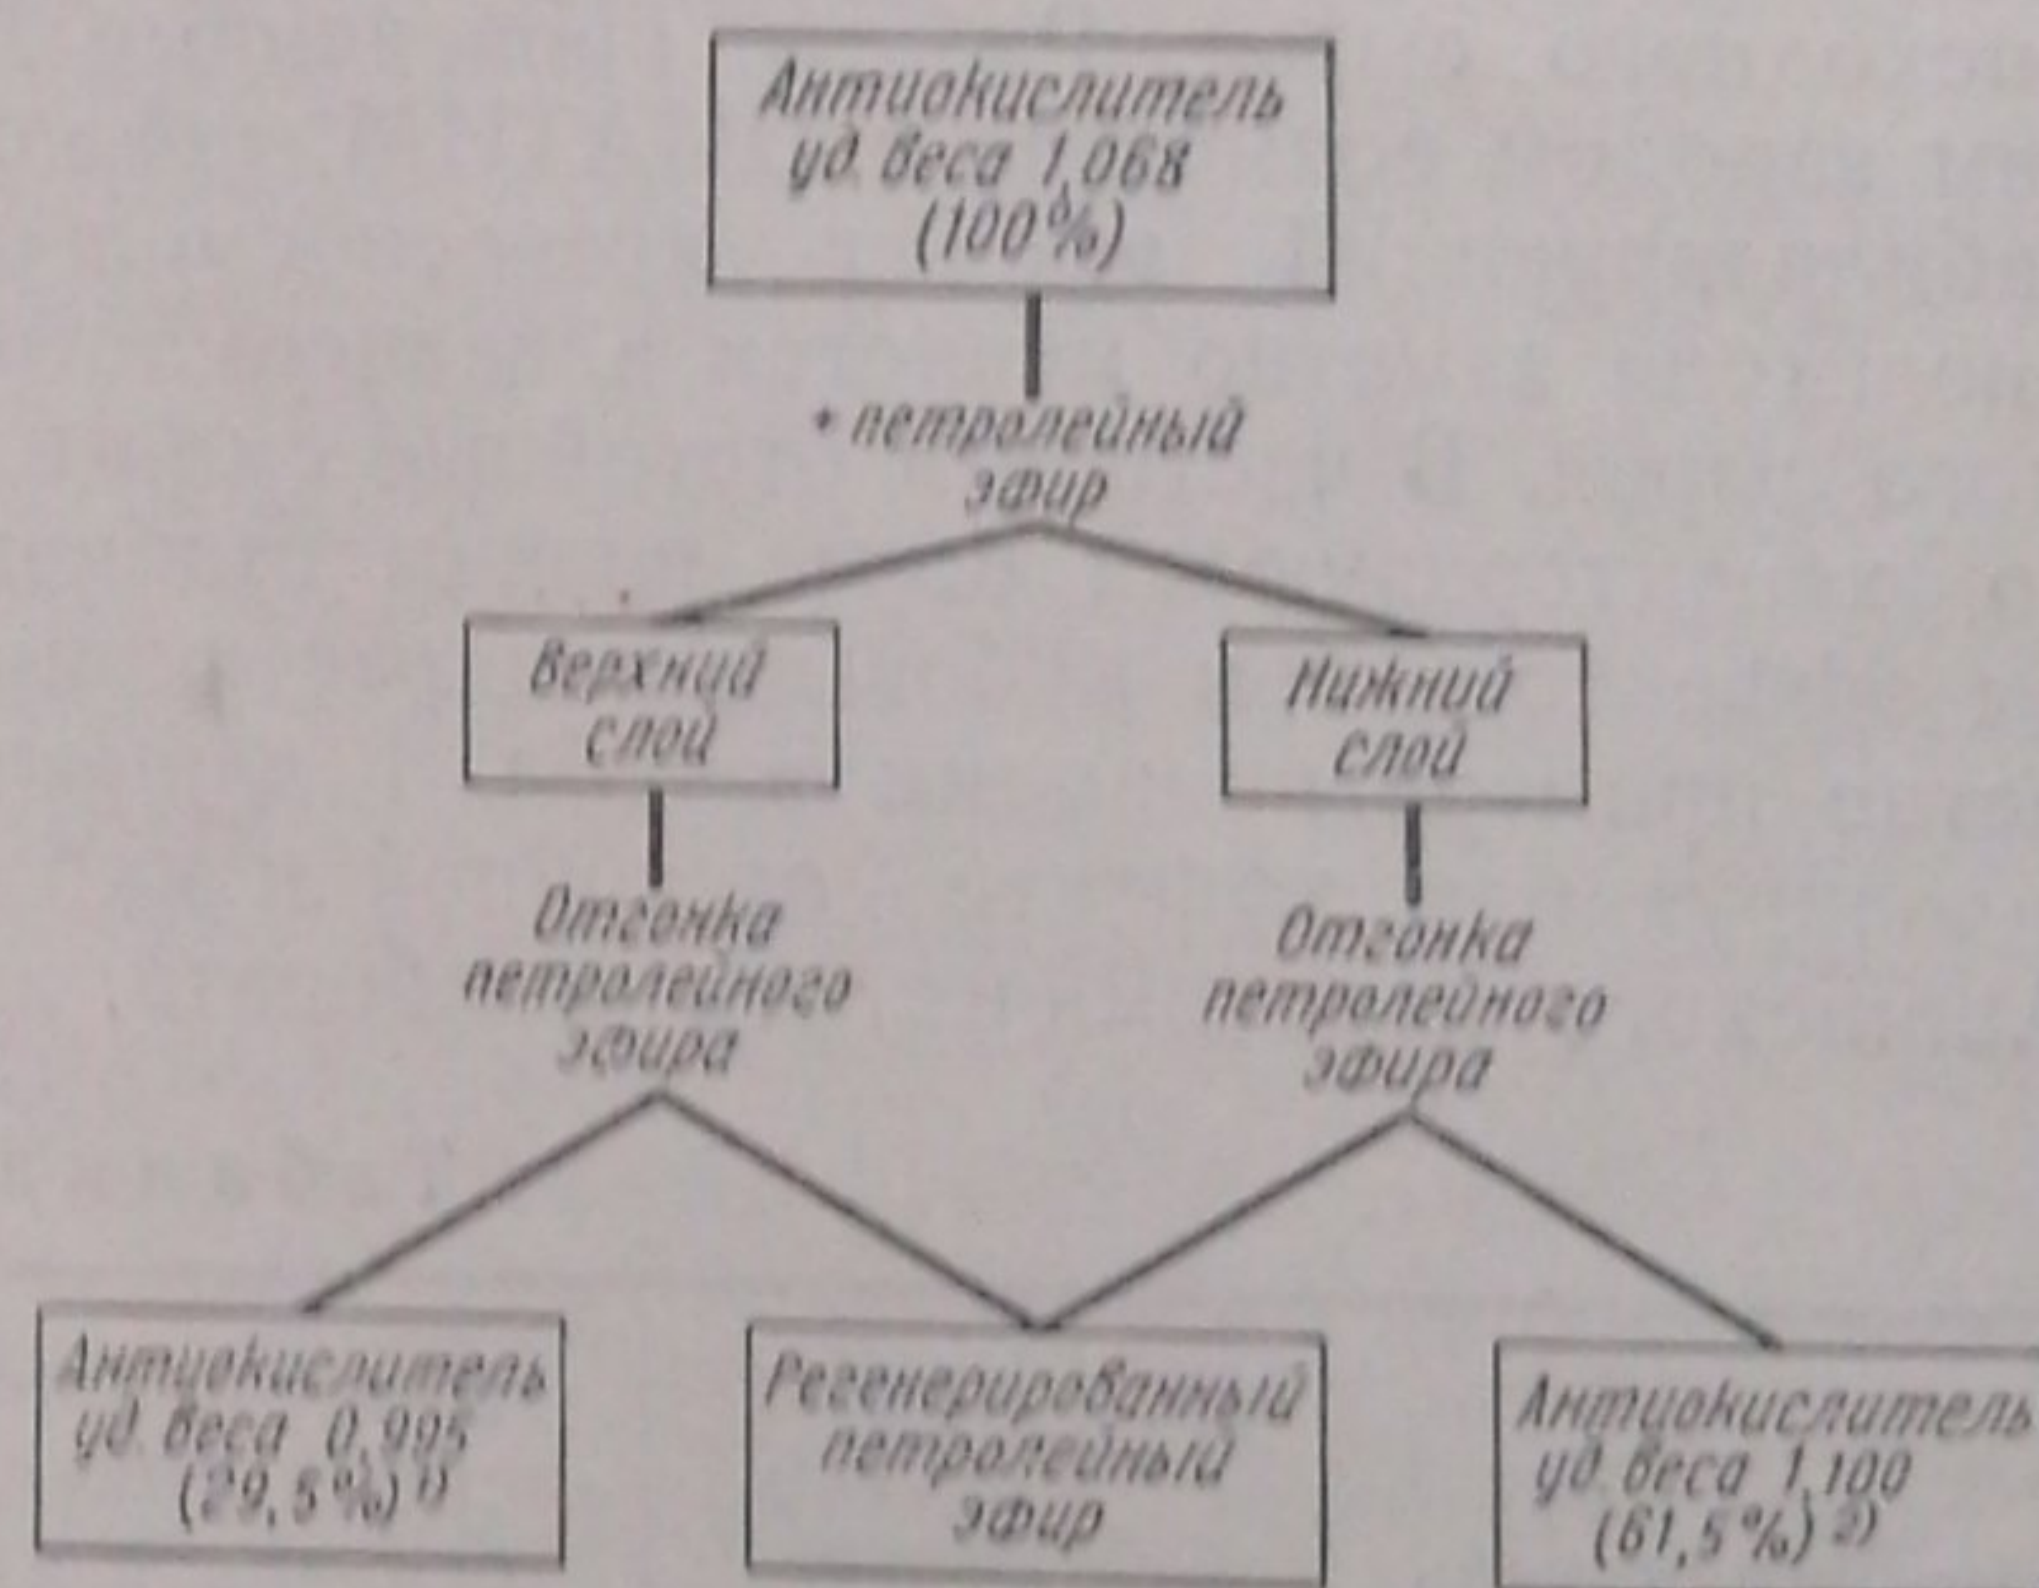 Антиокислитель
уд. веса 1,068
(100%)
+ петролейный
эфир
Верхний
слой
Нижний
слой
Отгонка
петролейного
эфира
Отгонка
петролейного
эфира
Антиокислитель
уд. веса 0,995
(29,5%) 1)
Регенерированный
петролейный
эфир
Антиокислитель
уд. веса 1,100
(61,5%) 2)